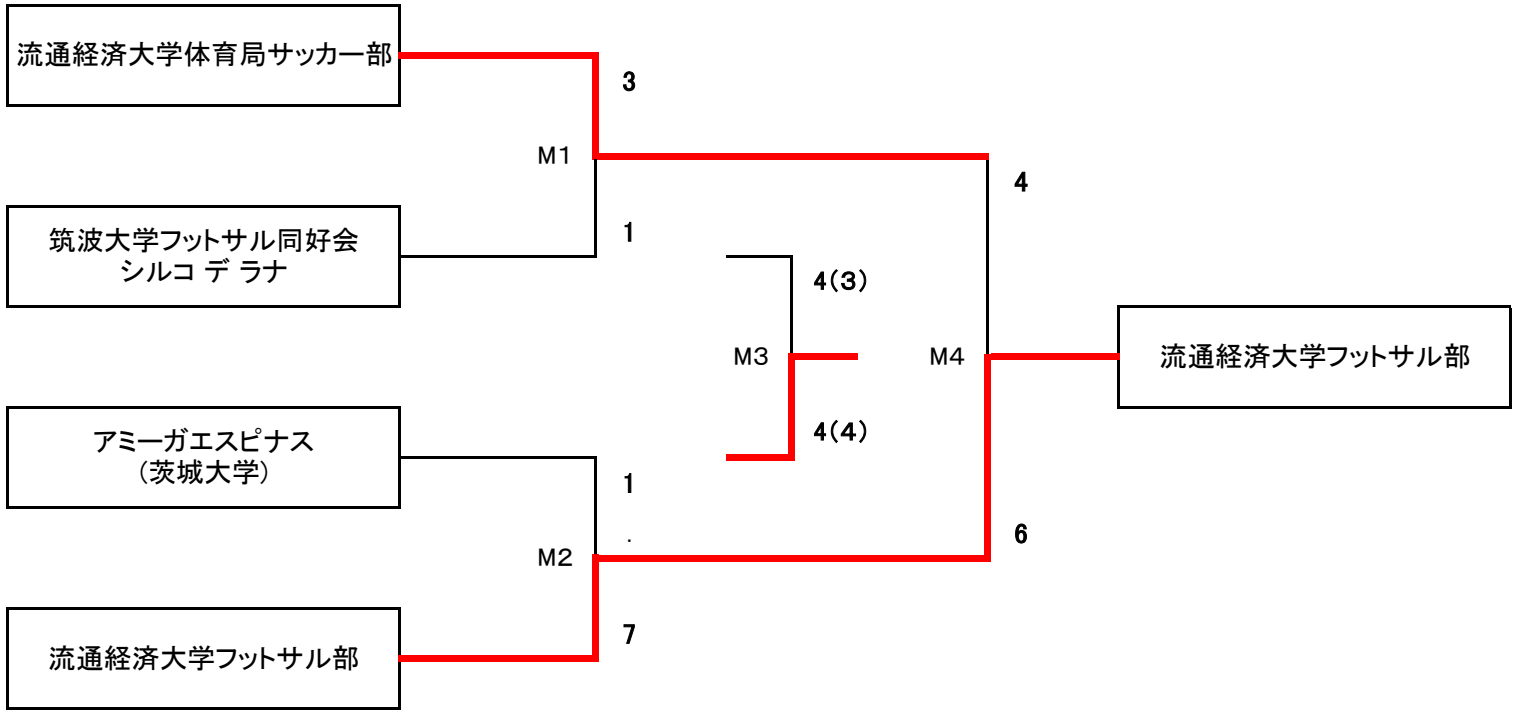 流通経済大学体育局サッカー部
3
M1
4
1
筑波大学フットサル同好会
シルコ デ ラナ
4(3)
M3
M4
流通経済大学フットサル部
アミーガエスピナス
(茨城大学)
4(4)
1
.
M2
6
7
流通経済大学フットサル部